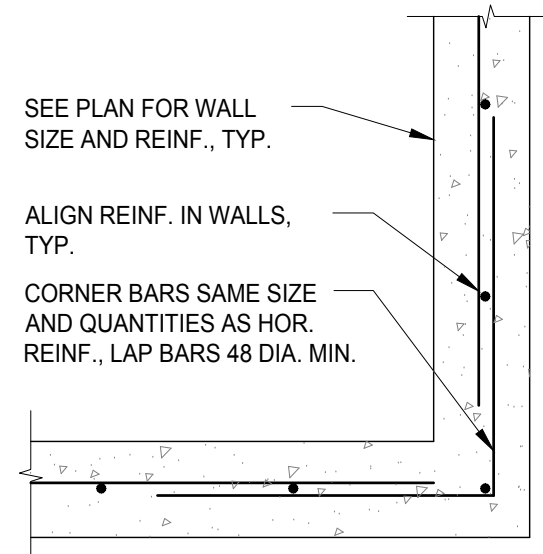 SEE PLAN FOR WALL
SIZE AND REINF., TYP.
ALIGN REINF. IN WALLS,
TYP.
CORNER BARS SAME SIZE
AND QUANTITIES AS HOR.
REINF., LAP BARS 48 DIA. MIN.